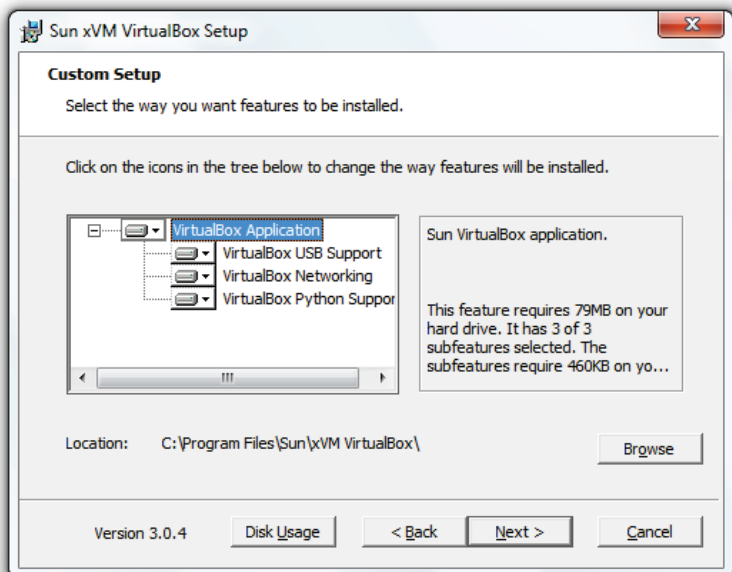 Sun xVM VirtualBox Setup
Custom Setup
Select the way you want features to be installed.
Click on the icons in the tree below to change the way features will be installed.
VirtualBox Application
VirtualBox USB Support
VirtualBox Networking
VirtualBox Python Suppor
Sun VirtualBox application.
This feature requires 79MB on your
hard drive. It has 3 of 3
subfeatures selected. The
subfeatures require 460KB on yo...
Location: C:\Program Files\Sun\xVM VirtualBox\
Browse
Version 3.0.4
Disk Usage
< Back
Next >
Cancel